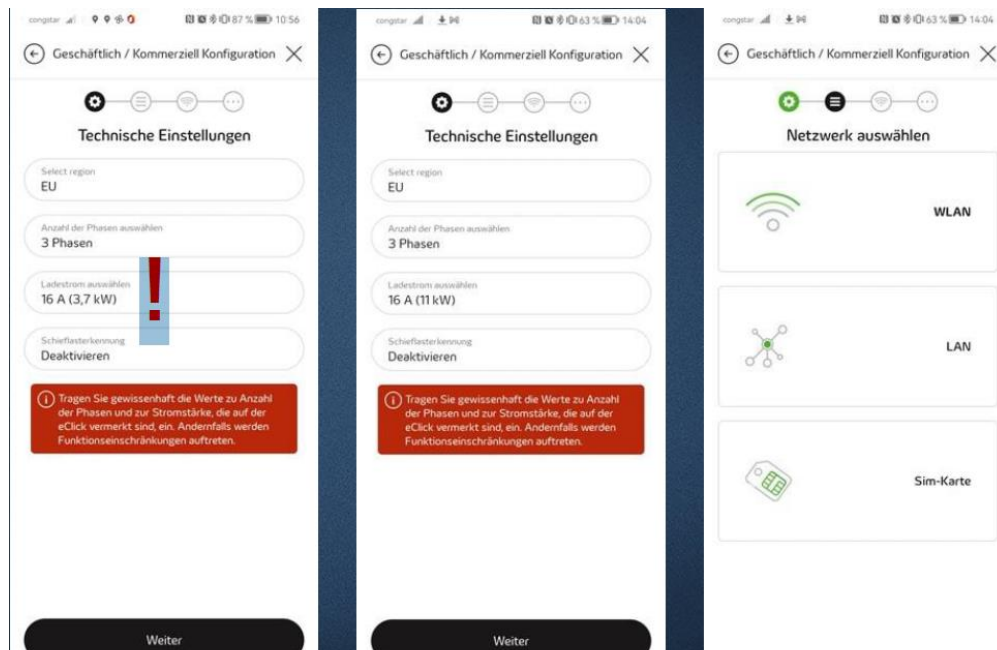 congstar 87 % 10:56
Geschäftlich / Kommerziell Konfiguration
Technische Einstellungen
Select region
EU
Anzahl der Phasen auswählen
3 Phasen
Ladestrom auswählen
16 A (3,7 kW)
!
Schieflasterkennung
Deaktivieren
Tragen Sie gewissenhaft die Werte zu Anzahl
der Phasen und zur Stromstärke, die auf der
eClick vermerkt sind, ein. Andernfalls werden
Funktionseinschränkungen auftreten.
Weiter
congstar 63 % 14:04
Geschäftlich / Kommerziell Konfiguration
Technische Einstellungen
Select region
EU
Anzahl der Phasen auswählen
3 Phasen
Ladestrom auswählen
16 A (11 kW)
Schieflasterkennung
Deaktivieren
Tragen Sie gewissenhaft die Werte zu Anzahl
der Phasen und zur Stromstärke, die auf der
eClick vermerkt sind, ein. Andernfalls werden
Funktionseinschränkungen auftreten.
Weiter
congstar 63 % 14:04
Geschäftlich / Kommerziell Konfiguration
Netzwerk auswählen
WLAN
LAN
Sim-Karte